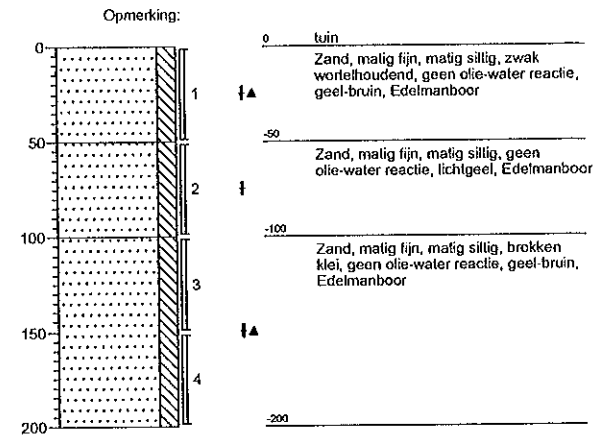 Opmerking:
0
50
100
150
200
1
2
3
4
0 tuin
Zand, matig fijn, matig siltig, zwak
wortelhoudend, geen olie-water reactie,
geel-bruin, Edelmanboor
-50
Zand, matig fijn, matig siltig, geen
olie-water reactie, lichtgeel, Edelmanboor
-100
Zand, matig fijn, matig siltig, brokken
klei, geen olie-water reactie, geel-bruin,
Edelmanboor
-200